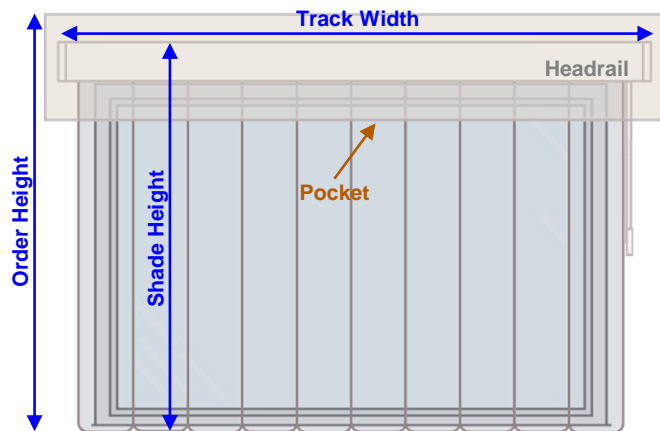 Track Width
Headrail
Pocket
Order Height
Shade Height